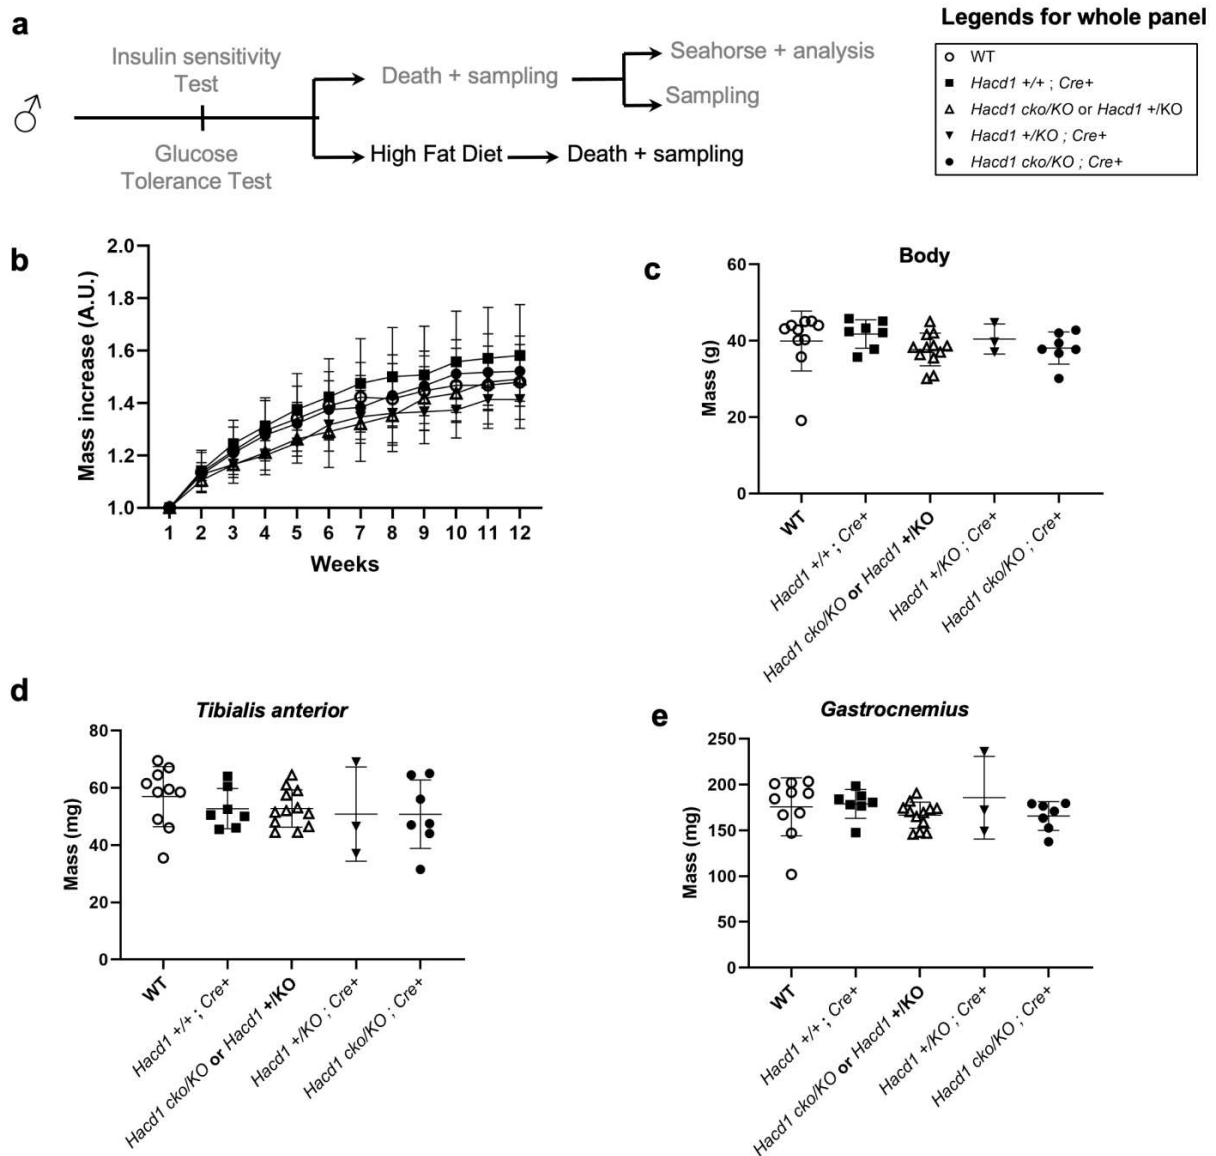 a
Insulin sensitivity
Test
Glucose
Tolerance Test
Death + sampling
Seahorse + analysis
Sampling
High Fat Diet
Death + sampling
Legends for whole panel
WT
Hacd1 +/+ ; Cre+
Hacd1 cko/KO or Hacd1 +/KO
Hacd1 +/KO ; Cre+
Hacd1 cko/KO ; Cre+
b
Mass increase (A.U.)
2.0
1.8
1.6
1.4
1.2
1.0
1 2 3 4 5 6 7 8 9 10 11 12
Weeks
c
Body
Mass (g)
60
40
20
0
WT
Hacd1 +/+ ; Cre+
Hacd1 cko/KO or Hacd1 +/KO
Hacd1 +/KO ; Cre+
Hacd1 cko/KO ; Cre+
d
Tibialis anterior
Mass (mg)
80
60
40
20
0
WT
Hacd1 +/+ ; Cre+
Hacd1 cko/KO or Hacd1 +/KO
Hacd1 +/KO ; Cre+
Hacd1 cko/KO ; Cre+
e
Gastrocnemius
Mass (mg)
250
200
150
100
50
0
WT
Hacd1 +/+ ; Cre+
Hacd1 cko/KO or Hacd1 +/KO
Hacd1 +/KO ; Cre+
Hacd1 cko/KO ; Cre+